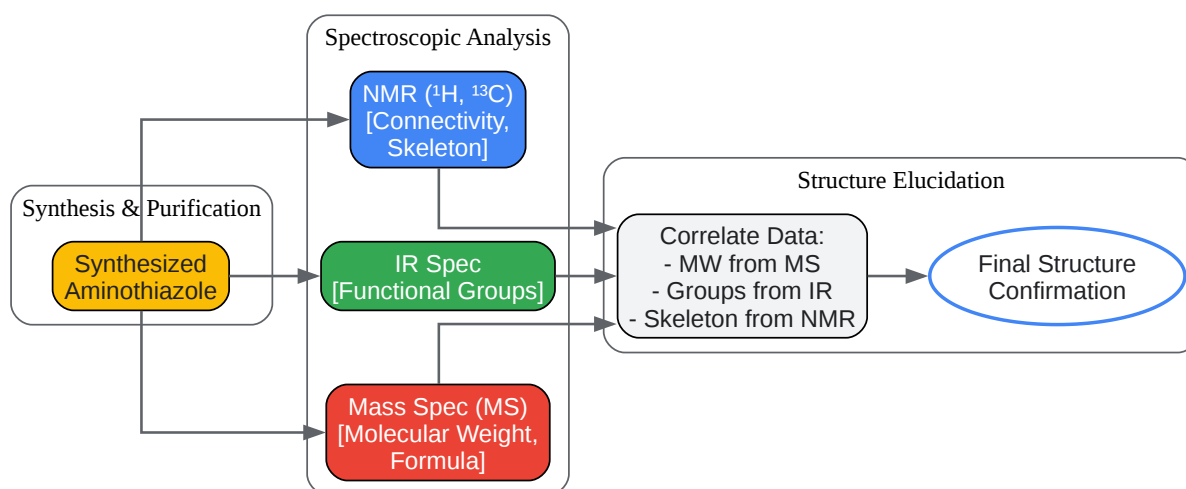 Synthesis & Purification
Synthesized
Aminothiazole
Spectroscopic Analysis
NMR (¹H, ¹³C)
[Connectivity,
Skeleton]
IR Spec
[Functional Groups]
Mass Spec (MS)
[Molecular Weight,
Formula]
Structure Elucidation
Correlate Data:
- MW from MS
- Groups from IR
- Skeleton from NMR
Final Structure
Confirmation